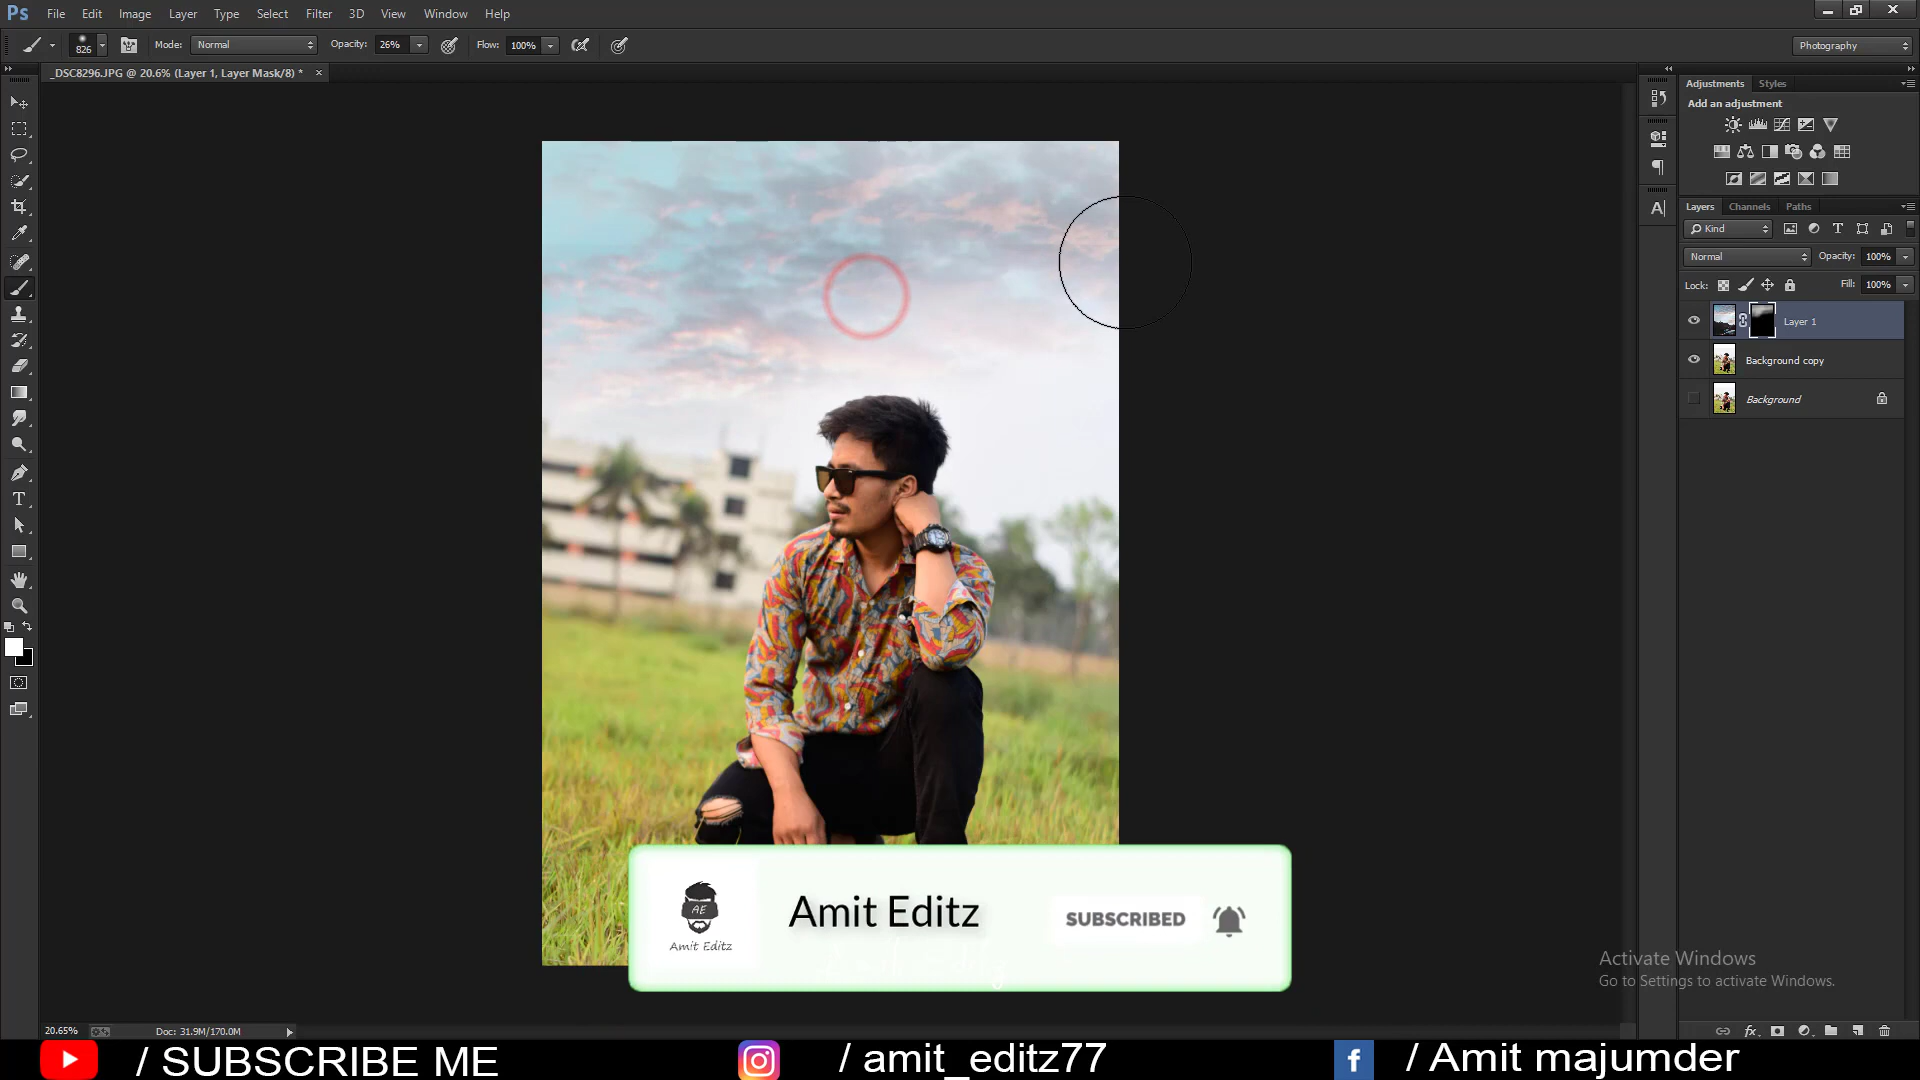 Ps File Edit Image Layer Type Select Filter 3D View Window Help
826 Mode: Normal Opacity: 26% Flow: 100% Photography
_DSC8296.JPG @ 20.6% (Layer 1, Layer Mask/8) * ×
Adjustments Styles
Add an adjustment
Layers Channels Paths
Kind
Normal Opacity: 100%
Lock: Fill: 100%
Layer 1
Background copy
Background
AE
Amit Editz
Amit Editz
SUBSCRIBED
Activate Windows
Go to Settings to activate Windows.
20.65% Doc: 31.9M/170.0M
/ SUBSCRIBE ME / amit_editz77 / Amit majumder